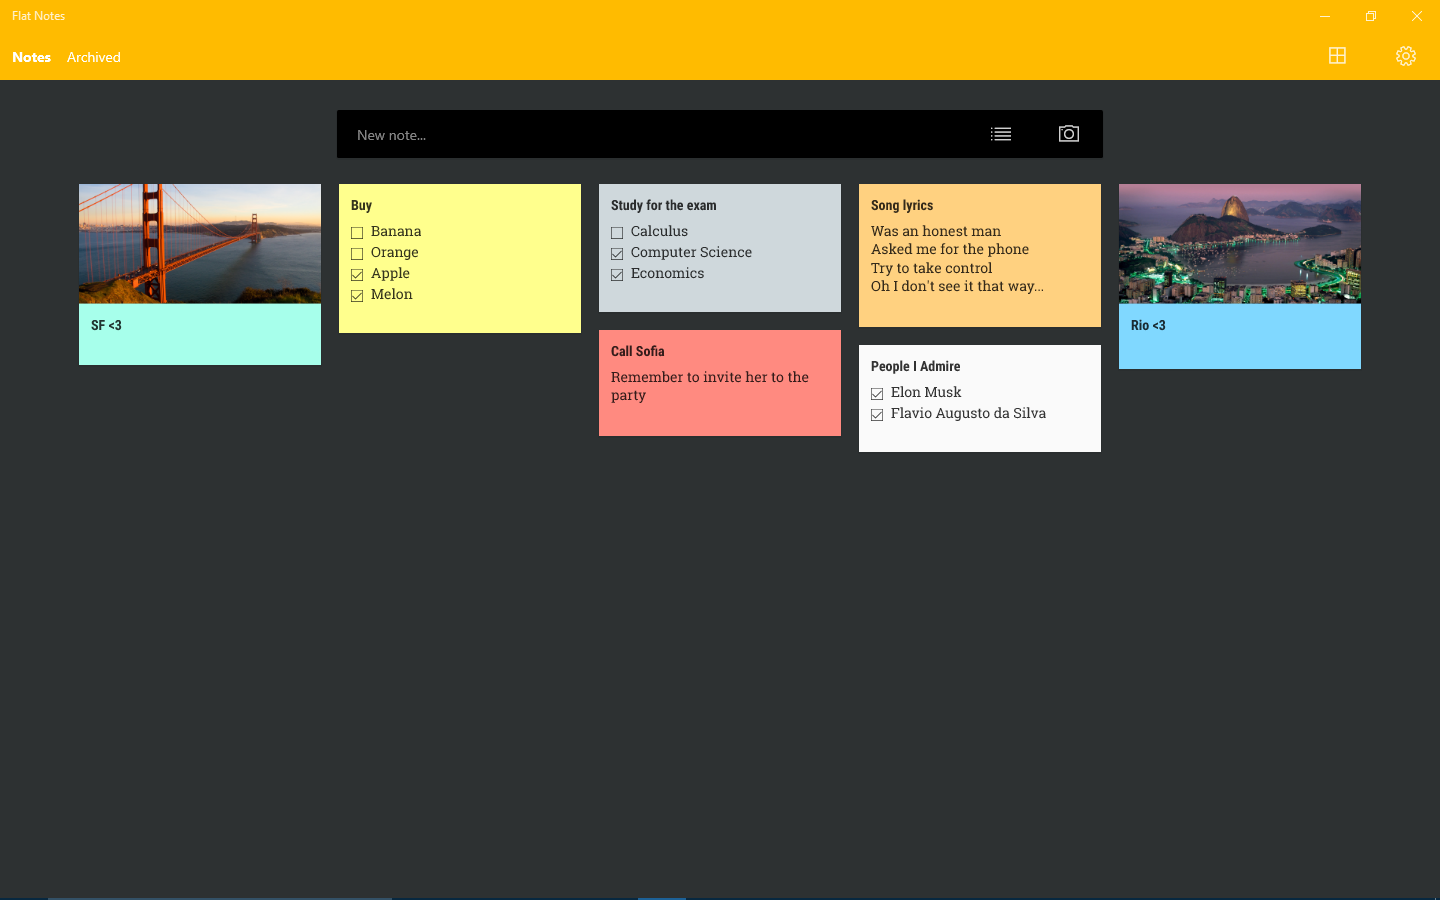 Flat Notes
Notes Archived
New note...
SF <3
Buy
Banana
Orange
Apple
Melon
Study for the exam
Calculus
Computer Science
Economics
Call Sofia
Remember to invite her to the
party
Song lyrics
Was an honest man
Asked me for the phone
Try to take control
Oh I don't see it that way...
People I Admire
Elon Musk
Flavio Augusto da Silva
Rio <3